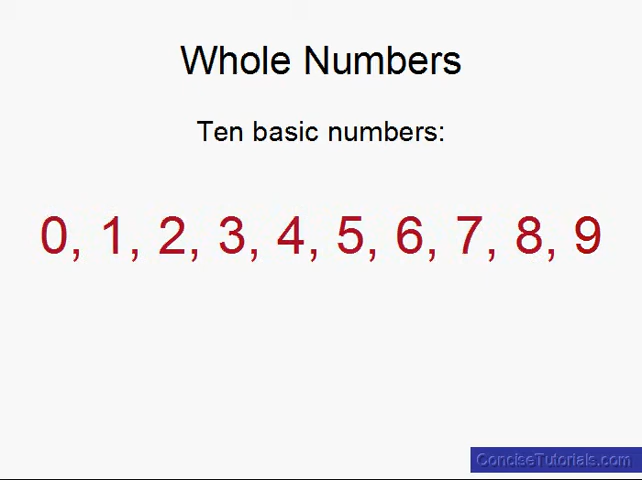 Whole Numbers
Ten basic numbers:
0, 1, 2, 3, 4, 5, 6, 7, 8, 9
ConciseTutorials.com